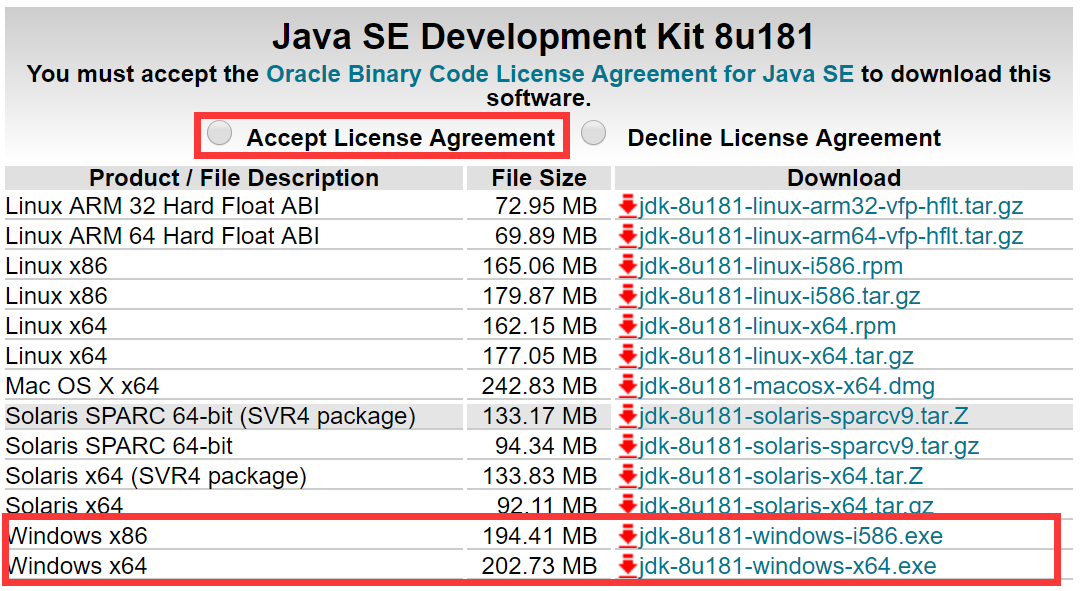 Java SE Development Kit 8u181
You must accept the Oracle Binary Code License Agreement for Java SE to download this
software.
Accept License Agreement Decline License Agreement
Product / File Description File Size Download
Linux ARM 32 Hard Float ABI 72.95 MB jdk-8u181-linux-arm32-vfp-hflt.tar.gz
Linux ARM 64 Hard Float ABI 69.89 MB jdk-8u181-linux-arm64-vfp-hflt.tar.gz
Linux x86 165.06 MB jdk-8u181-linux-i586.rpm
Linux x86 179.87 MB jdk-8u181-linux-i586.tar.gz
Linux x64 162.15 MB jdk-8u181-linux-x64.rpm
Linux x64 177.05 MB jdk-8u181-linux-x64.tar.gz
Mac OS X x64 242.83 MB jdk-8u181-macosx-x64.dmg
Solaris SPARC 64-bit (SVR4 package) 133.17 MB jdk-8u181-solaris-sparcv9.tar.Z
Solaris SPARC 64-bit 94.34 MB jdk-8u181-solaris-sparcv9.tar.gz
Solaris x64 (SVR4 package) 133.83 MB jdk-8u181-solaris-x64.tar.Z
Solaris x64 92.11 MB jdk-8u181-solaris-x64.tar.gz
Windows x86 194.41 MB jdk-8u181-windows-i586.exe
Windows x64 202.73 MB jdk-8u181-windows-x64.exe